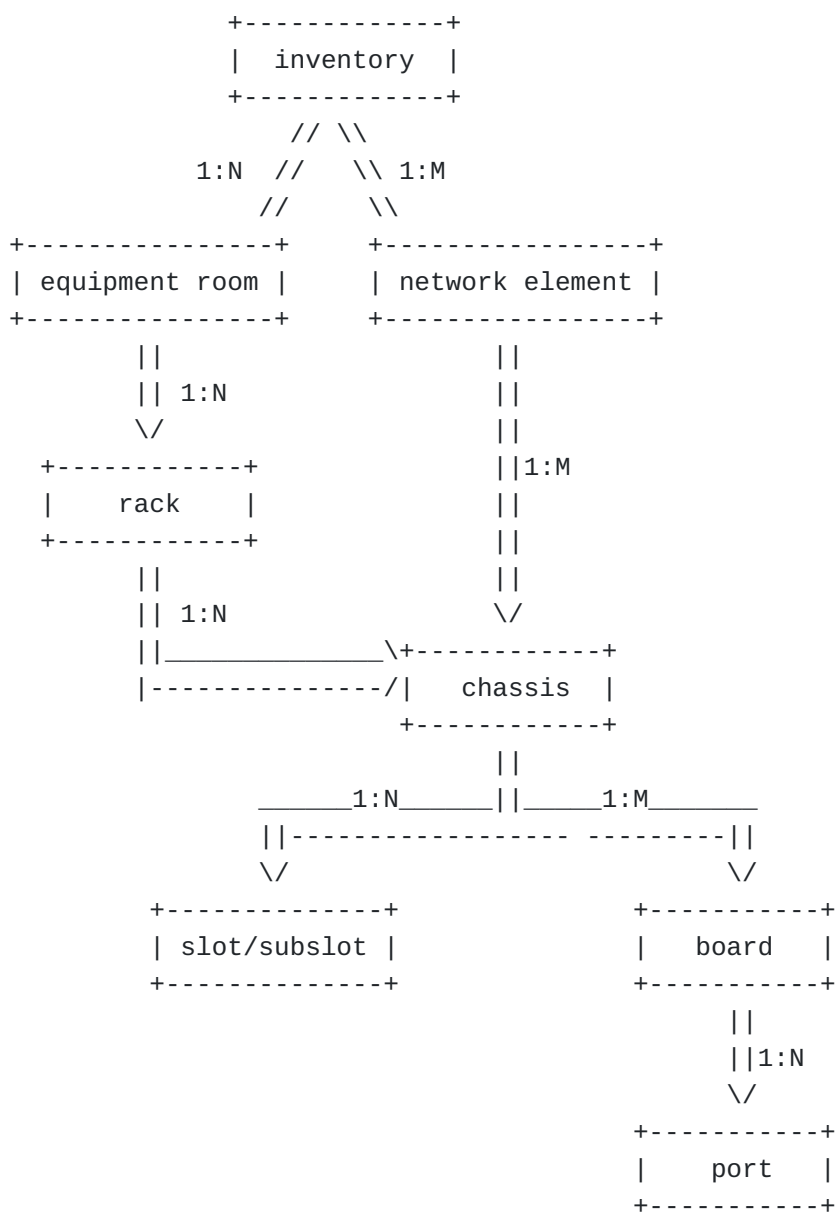 inventory
1:N 1:M
equipment room network element
1:N
1:M
rack
1:N
chassis
1:N 1:M
slot/subslot board
1:N
port